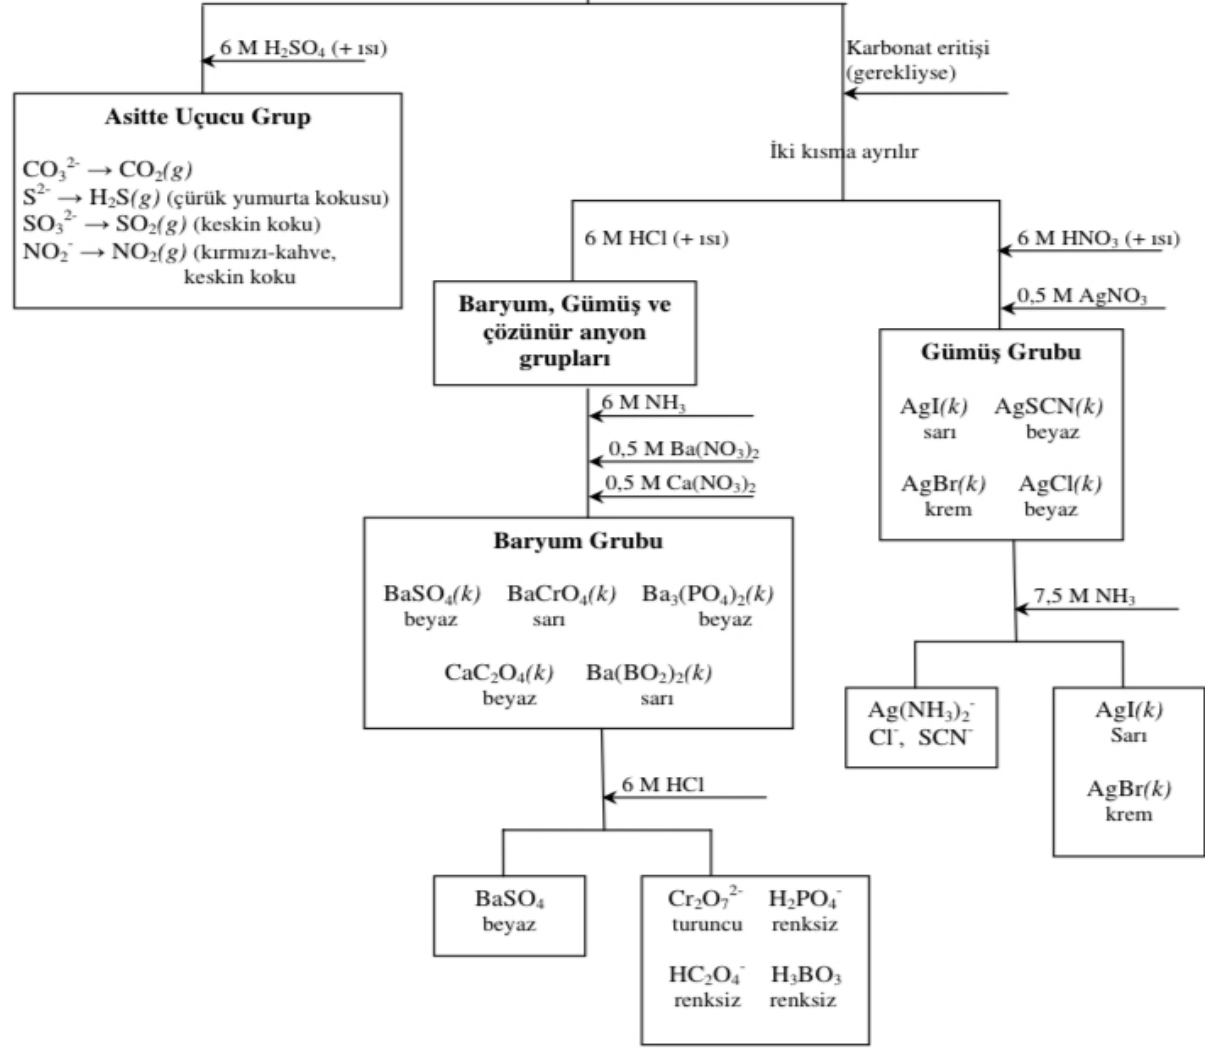 6 M H₂SO₄ (+ ısı)
Karbonat eritişi
(gerekliyse)
Asitte Uçucu Grup
CO₃²⁻ → CO₂(g)
S²⁻ → H₂S(g) (çürük yumurta kokusu)
SO₃²⁻ → SO₂(g) (keskin koku)
NO₂⁻ → NO₂(g) (kırmızı-kahve,
keskin koku
İki kısma ayrılır
6 M HCl (+ ısı)
6 M HNO₃ (+ ısı)
0,5 M AgNO₃
Baryum, Gümüş ve
çözünür anyon
grupları
Gümüş Grubu
AgI(k) AgSCN(k)
sarı beyaz
AgBr(k) AgCl(k)
krem beyaz
6 M NH₃
0,5 M Ba(NO₃)₂
0,5 M Ca(NO₃)₂
Baryum Grubu
BaSO₄(k) BaCrO₄(k) Ba₃(PO₄)₂(k)
beyaz sarı beyaz
CaC₂O₄(k) Ba(BO₂)₂(k)
beyaz sarı
7,5 M NH₃
Ag(NH₃)₂⁻
Cl⁻, SCN⁻
AgI(k)
Sarı
AgBr(k)
krem
6 M HCl
BaSO₄
beyaz
Cr₂O₇²⁻ H₂PO₄⁻
turuncu renksiz
HC₂O₄⁻ H₃BO₃
renksiz renksiz